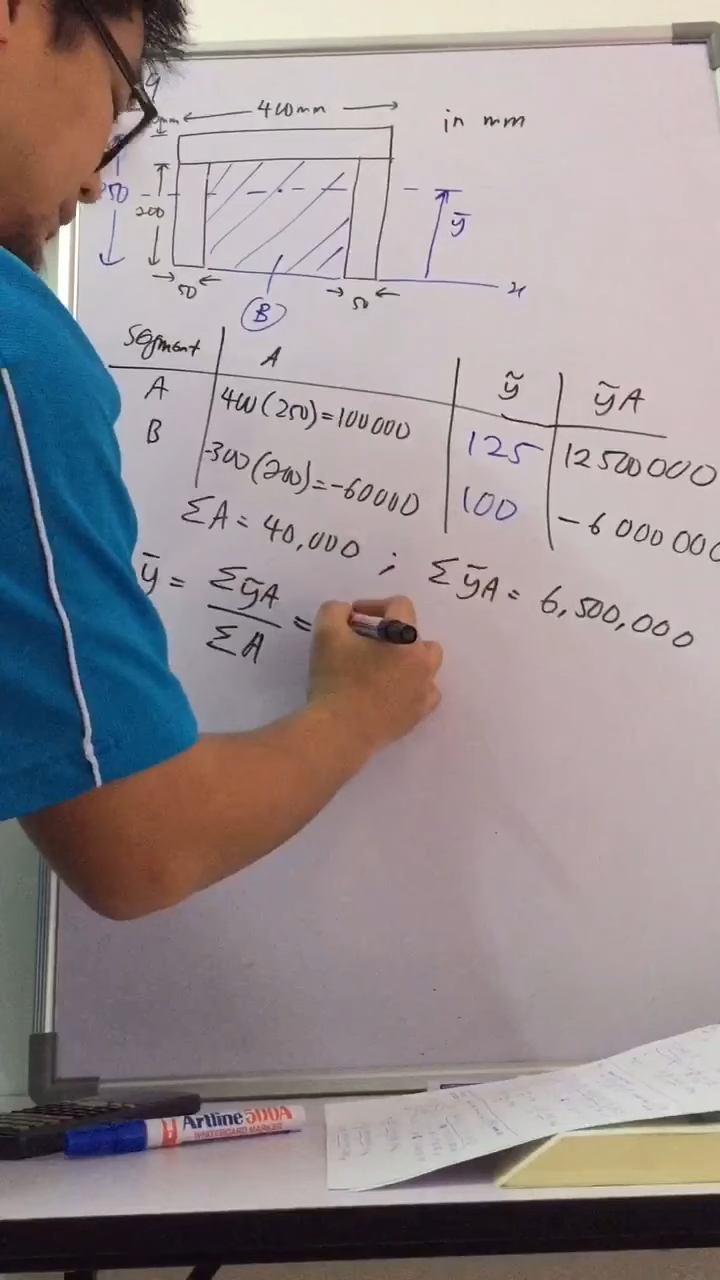 y
400mm
in mm
mm
250
200
ȳ
50
50
x
B
Segment A ỹ ỹA
A 400(250)=100000 125 12500000
B -300(200)=-60000 100 -6000000
ΣA = 40,000 ; ΣỹA = 6,500,000
ȳ = ΣỹA / ΣA =
Artline 500A
WHITEBOARD MARKER